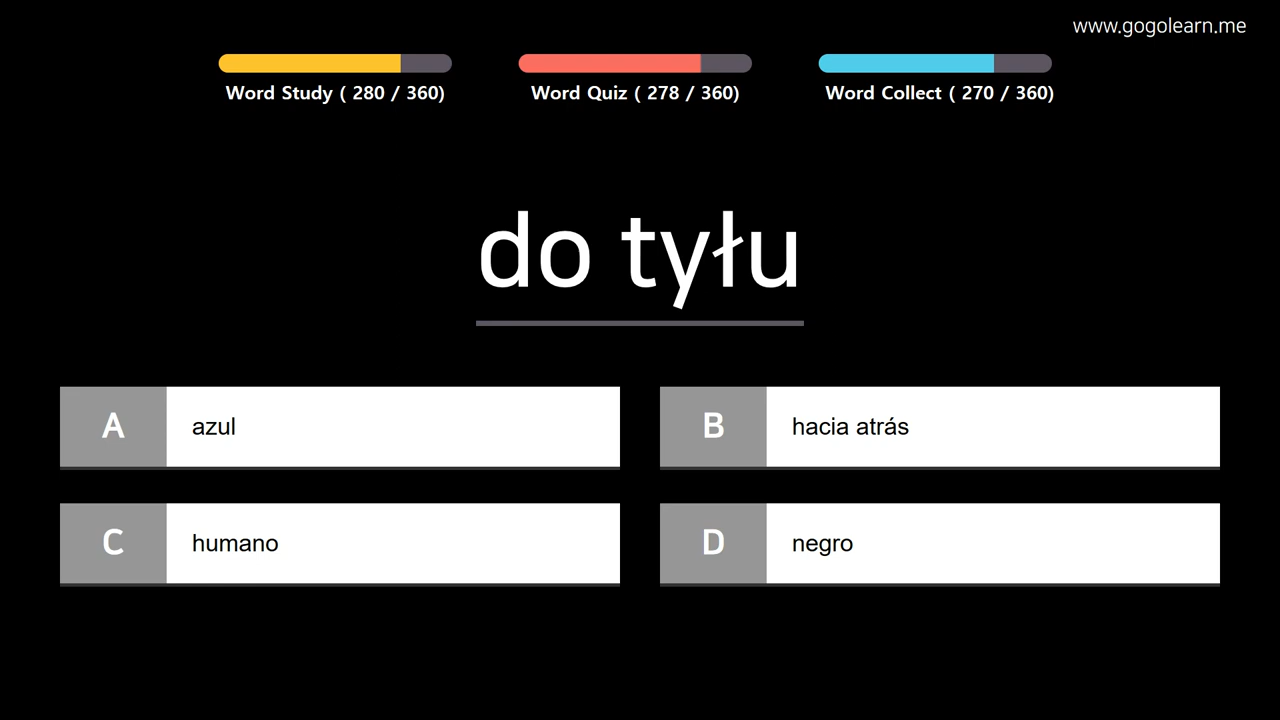 www.gogolearn.me
Word Study ( 280 / 360)
Word Quiz ( 278 / 360)
Word Collect ( 270 / 360)
do tyłu
A azul
B hacia atrás
C humano
D negro